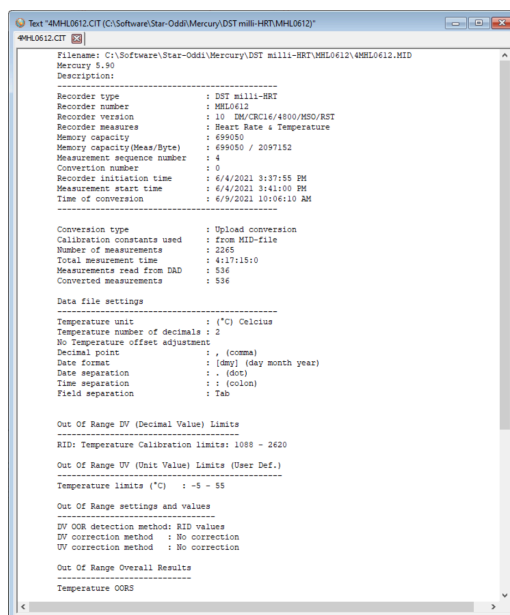 Text "4MHL0612.CIT (C:\Software\Star-Oddi\Mercury\DST milli-HRT\MHL0612)"
4MHL0612.CIT
Filename: C:\Software\Star-Oddi\Mercury\DST milli-HRT\MHL0612\4MHL0612.MID
Mercury 5.90
Description:
--------------------------------------------
Recorder type : DST milli-HRT
Recorder number : MHL0612
Recorder version : 10 DM/CRC16/4800/MSO/RST
Recorder measures : Heart Rate & Temperature
Memory capacity : 699050
Memory capacity(Meas/Byte) : 699050 / 2097152
Measurement sequence number : 4
Convertion number : 0
Recorder initiation time : 6/4/2021 3:37:55 PM
Measurement start time : 6/4/2021 3:41:00 PM
Time of conversion : 6/9/2021 10:06:10 AM
--------------------------------------------
Conversion type : Upload conversion
Calibration constants used : from MID-file
Number of measurements : 2265
Total mesurement time : 4:17:15:0
Measurements read from DAD : 536
Converted measurements : 536
Data file settings
--------------------------------------------
Temperature unit : (°C) Celcius
Temperature number of decimals : 2
No Temperature offset adjustment
Decimal point : , (comma)
Date format : [dmy] (day month year)
Date separation : . (dot)
Time separation : : (colon)
Field separation : Tab
Out Of Range DV (Decimal Value) Limits
--------------------------------------
RID: Temperature Calibration limits: 1088 - 2620
Out Of Range UV (Unit Value) Limits (User Def.)
-----------------------------------------------
Temperature limits (°C) : -5 - 55
Out Of Range settings and values
---------------------------------
DV OOR detection method: RID values
DV correction method : No correction
UV correction method : No correction
Out Of Range Overall Results
----------------------------
Temperature OORS